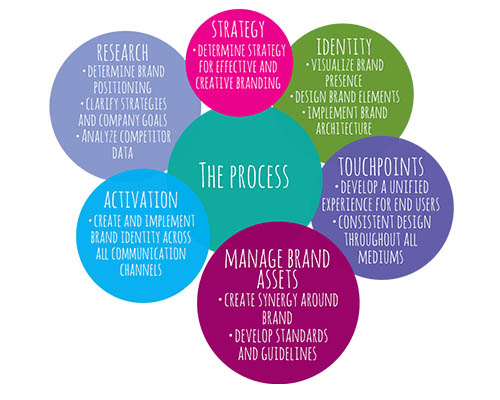 STRATEGY
• DETERMINE STRATEGY
FOR EFFECTIVE AND
CREATIVE BRANDING
RESEARCH
• DETERMINE BRAND
POSITIONING
• CLARIFY STRATEGIES
AND COMPANY GOALS
• ANALYZE COMPETITOR
DATA
IDENTITY
• VISUALIZE BRAND
PRESENCE
• DESIGN BRAND ELEMENTS
• IMPLEMENT BRAND
ARCHITECTURE
THE PROCESS
TOUCHPOINTS
• DEVELOP A UNIFIED
EXPERIENCE FOR END USERS
• CONSISTENT DESIGN
THROUGHOUT ALL
MEDIUMS
ACTIVATION
• CREATE AND IMPLEMENT
BRAND IDENTITY ACROSS
ALL COMMUNICATION
CHANNELS
MANAGE BRAND
ASSETS
• CREATE SYNERGY AROUND
BRAND
• DEVELOP STANDARDS
AND GUIDELINES